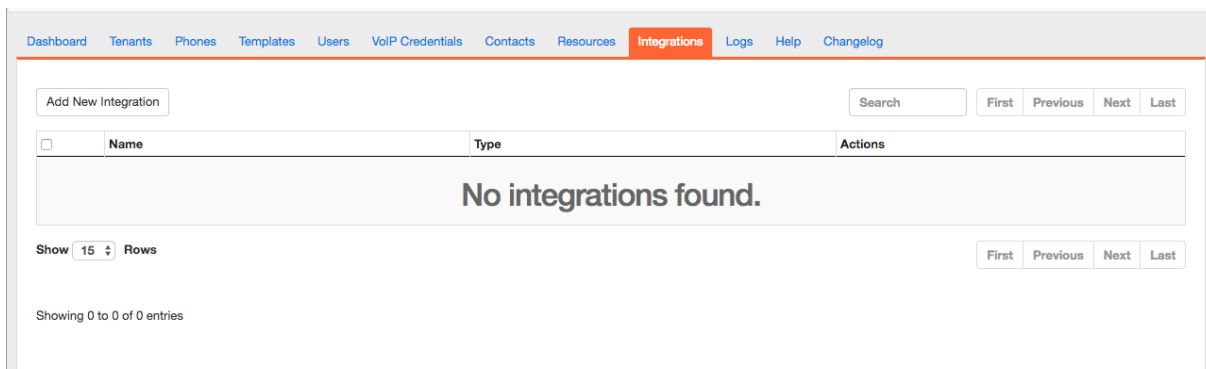 Dashboard Tenants Phones Templates Users VoIP Credentials Contacts Resources Integrations Logs Help Changelog
Add New Integration Search First Previous Next Last
Name Type Actions
No integrations found.
Show 15 Rows First Previous Next Last
Showing 0 to 0 of 0 entries